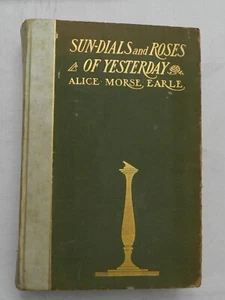 SUN-DIALS and ROSES
OF YESTERDAY
ALICE MORSE EARLE